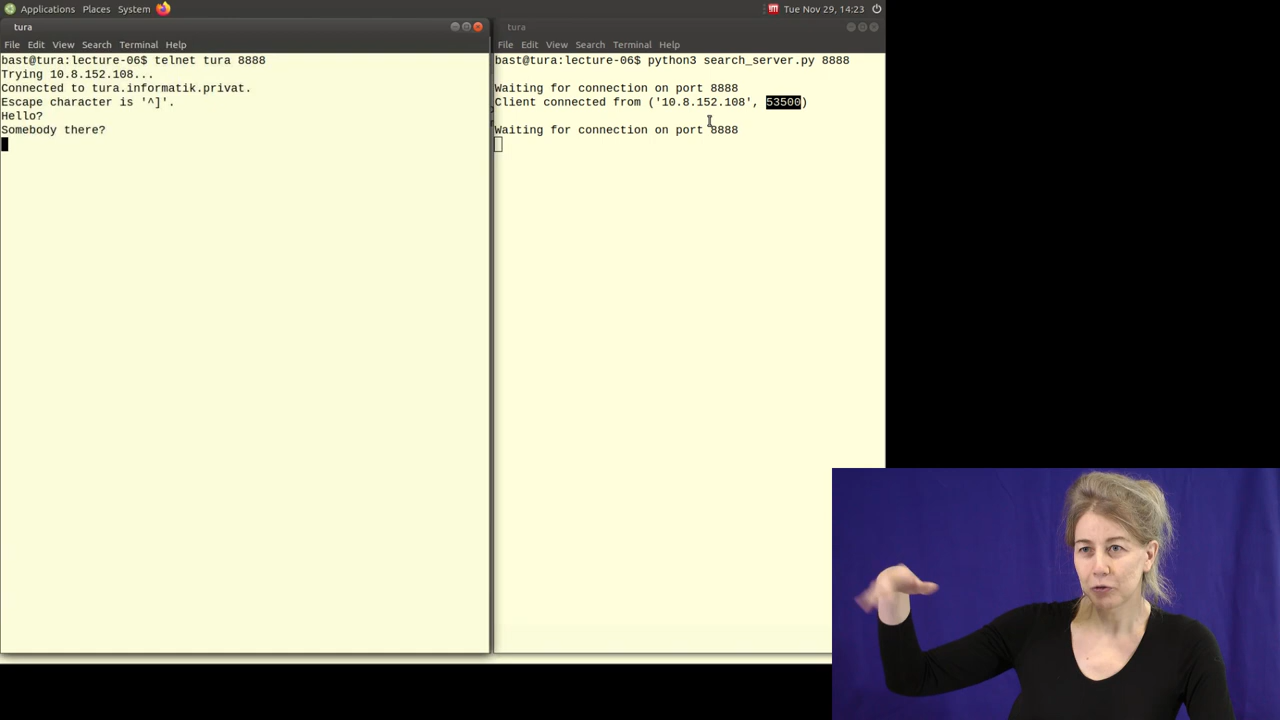 Applications Places System
Tue Nov 29, 14:23
tura
File Edit View Search Terminal Help
bast@tura:lecture-06$ telnet tura 8888
Trying 10.8.152.108...
Connected to tura.informatik.privat.
Escape character is '^]'.
Hello?
Somebody there?
tura
File Edit View Search Terminal Help
bast@tura:lecture-06$ python3 search_server.py 8888
Waiting for connection on port 8888
Client connected from ('10.8.152.108', 53500)
Waiting for connection on port 8888